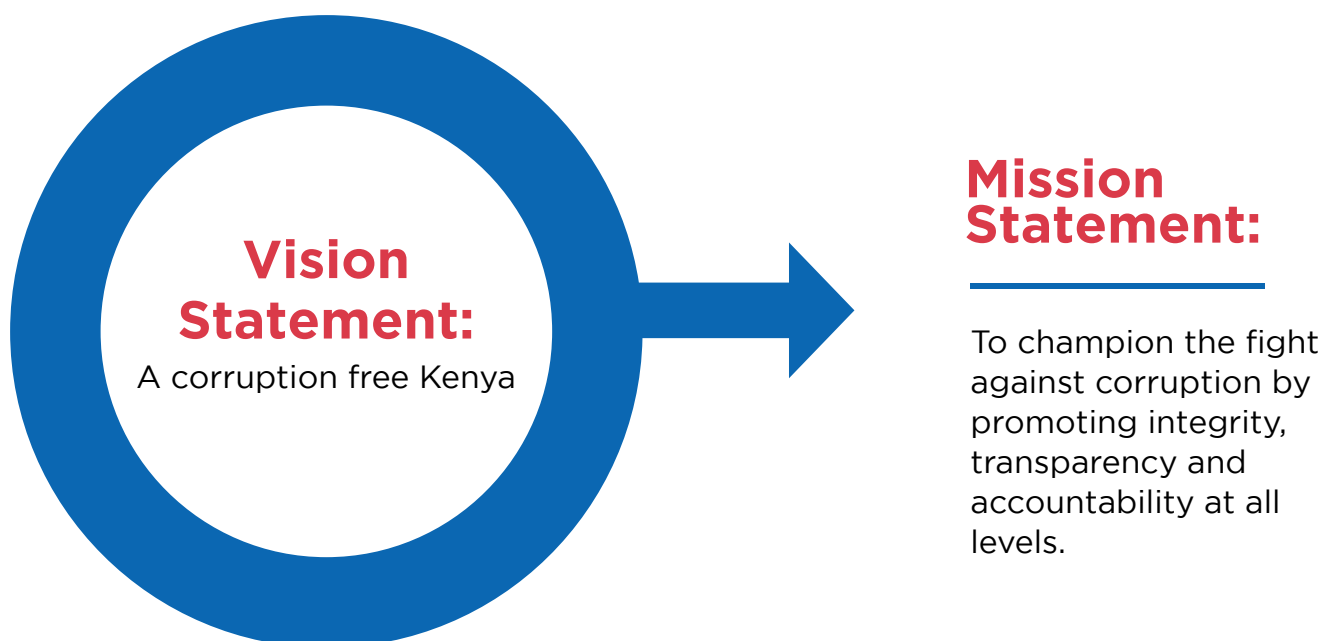 Vision
Statement:
A corruption free Kenya
Mission
Statement:
To champion the fight
against corruption by
promoting integrity,
transparency and
accountability at all
levels.